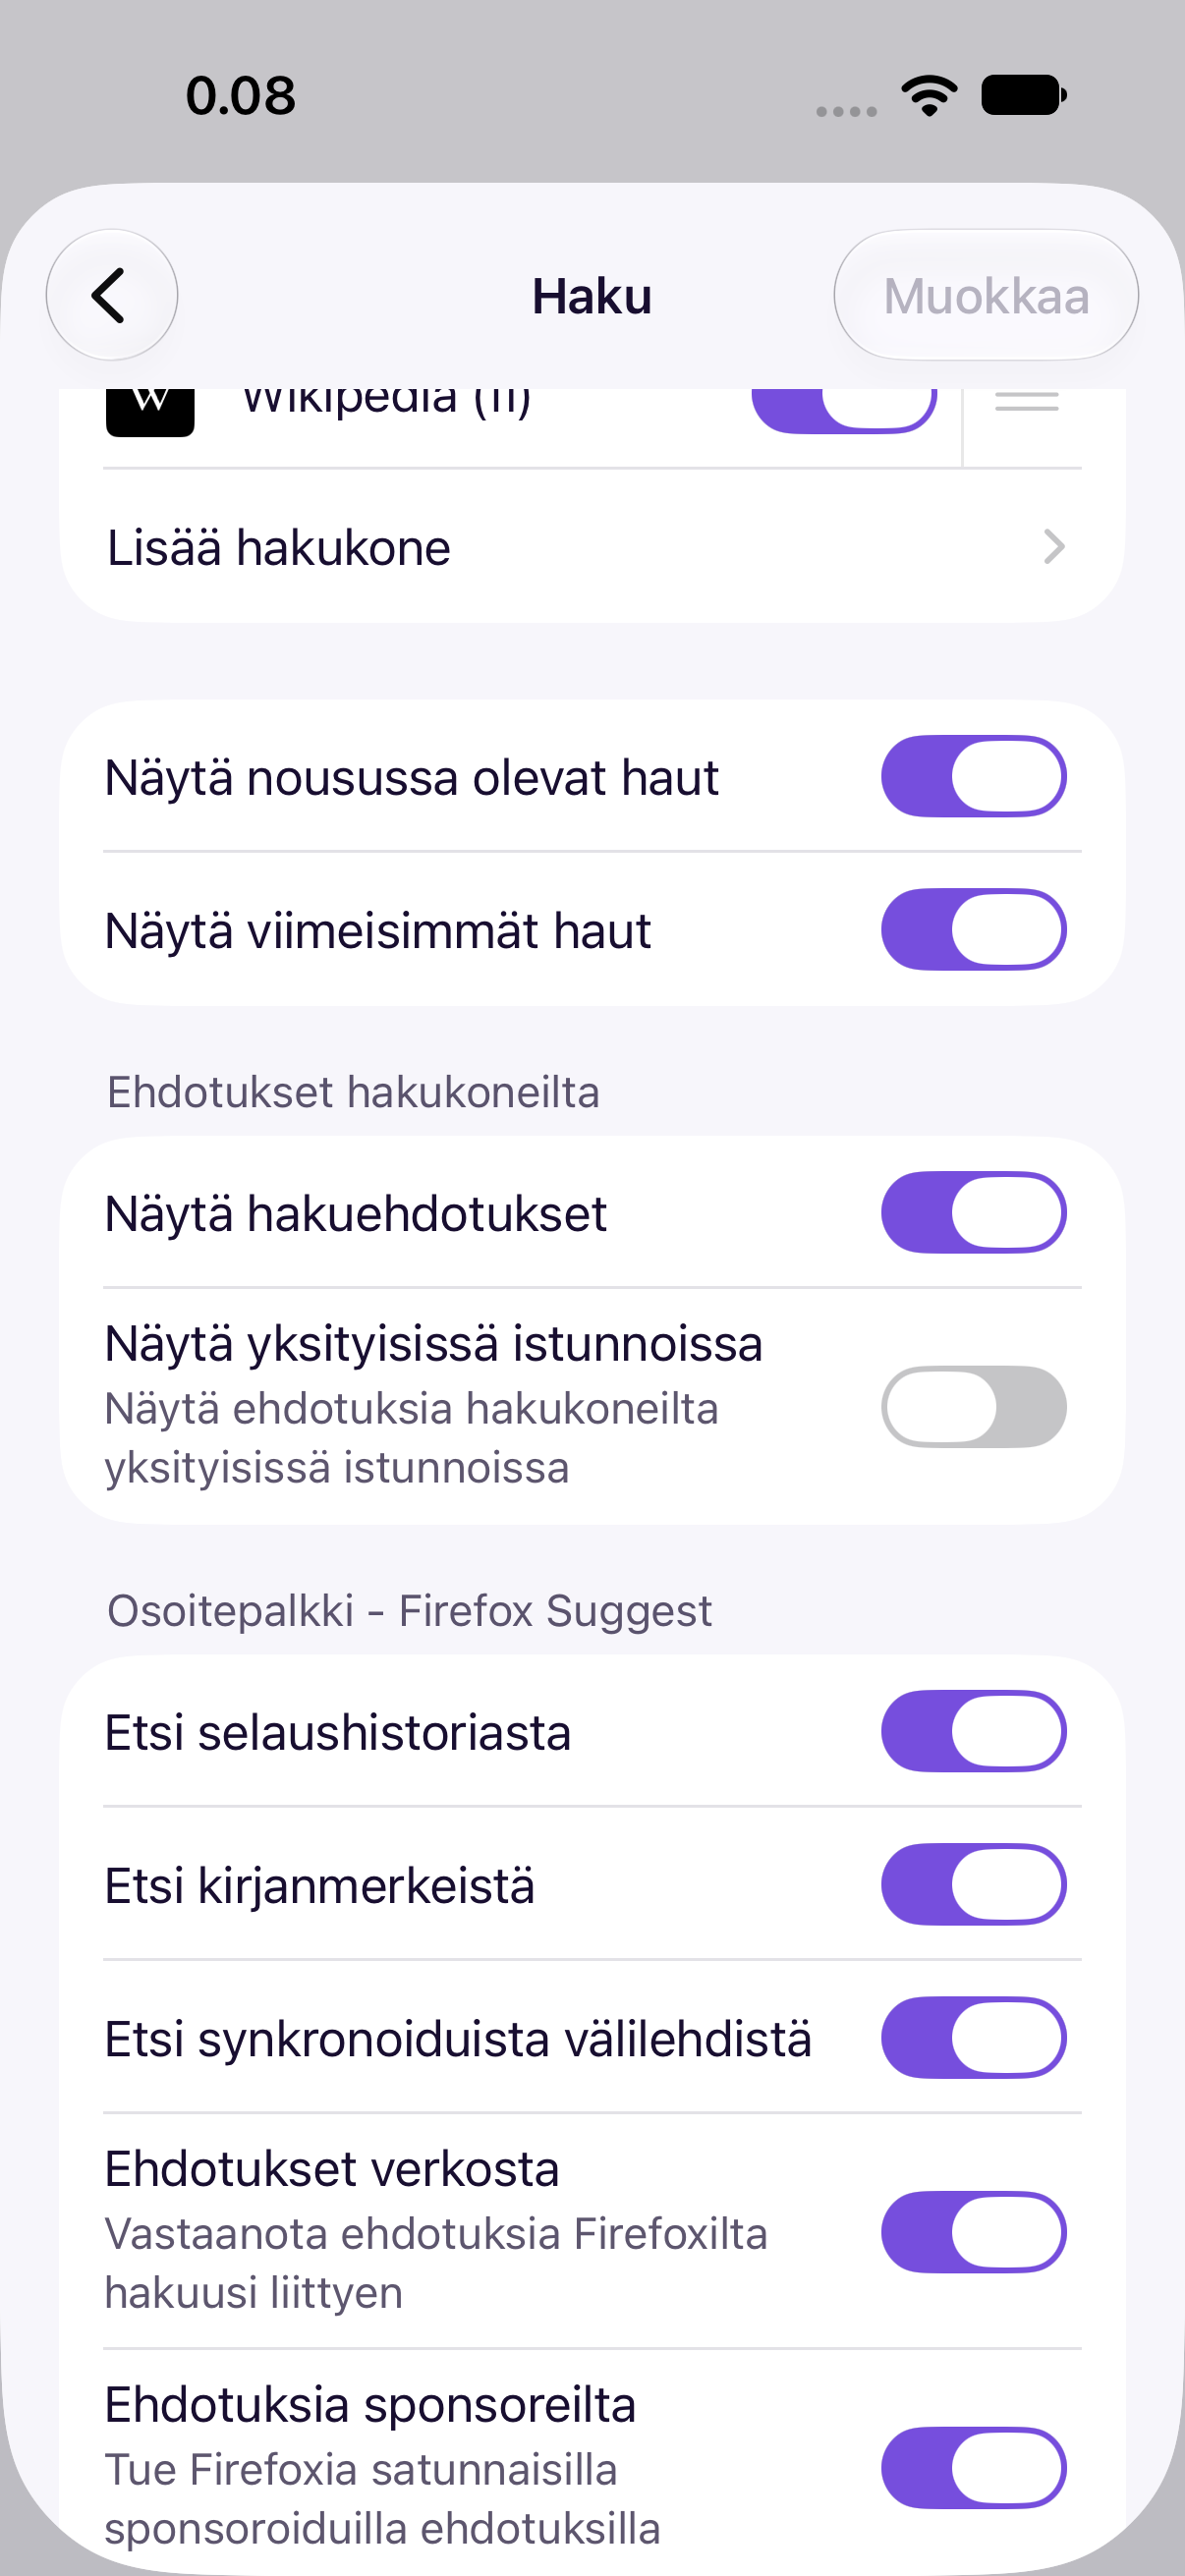 0.08
Haku
Muokkaa
W
Wikipedia (fi)
Lisää hakukone
Näytä nousussa olevat haut
Näytä viimeisimmät haut
Ehdotukset hakukoneilta
Näytä hakuehdotukset
Näytä yksityisissä istunnoissa
Näytä ehdotuksia hakukoneilta
yksityisissä istunnoissa
Osoitepalkki - Firefox Suggest
Etsi selaushistoriasta
Etsi kirjanmerkeistä
Etsi synkronoiduista välilehdistä
Ehdotukset verkosta
Vastaanota ehdotuksia Firefoxilta
hakuusi liittyen
Ehdotuksia sponsoreilta
Tue Firefoxia satunnaisilla
sponsoroiduilla ehdotuksilla